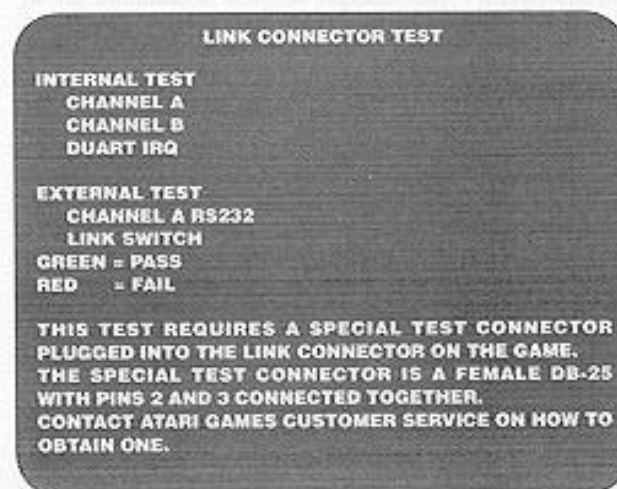 LINK CONNECTOR TEST
INTERNAL TEST
CHANNEL A
CHANNEL B
DUART IRQ
EXTERNAL TEST
CHANNEL A RS232
LINK SWITCH
GREEN = PASS
RED = FAIL
THIS TEST REQUIRES A SPECIAL TEST CONNECTOR
PLUGGED INTO THE LINK CONNECTOR ON THE GAME.
THE SPECIAL TEST CONNECTOR IS A FEMALE DB-25
WITH PINS 2 AND 3 CONNECTED TOGETHER.
CONTACT ATARI GAMES CUSTOMER SERVICE ON HOW TO
OBTAIN ONE.